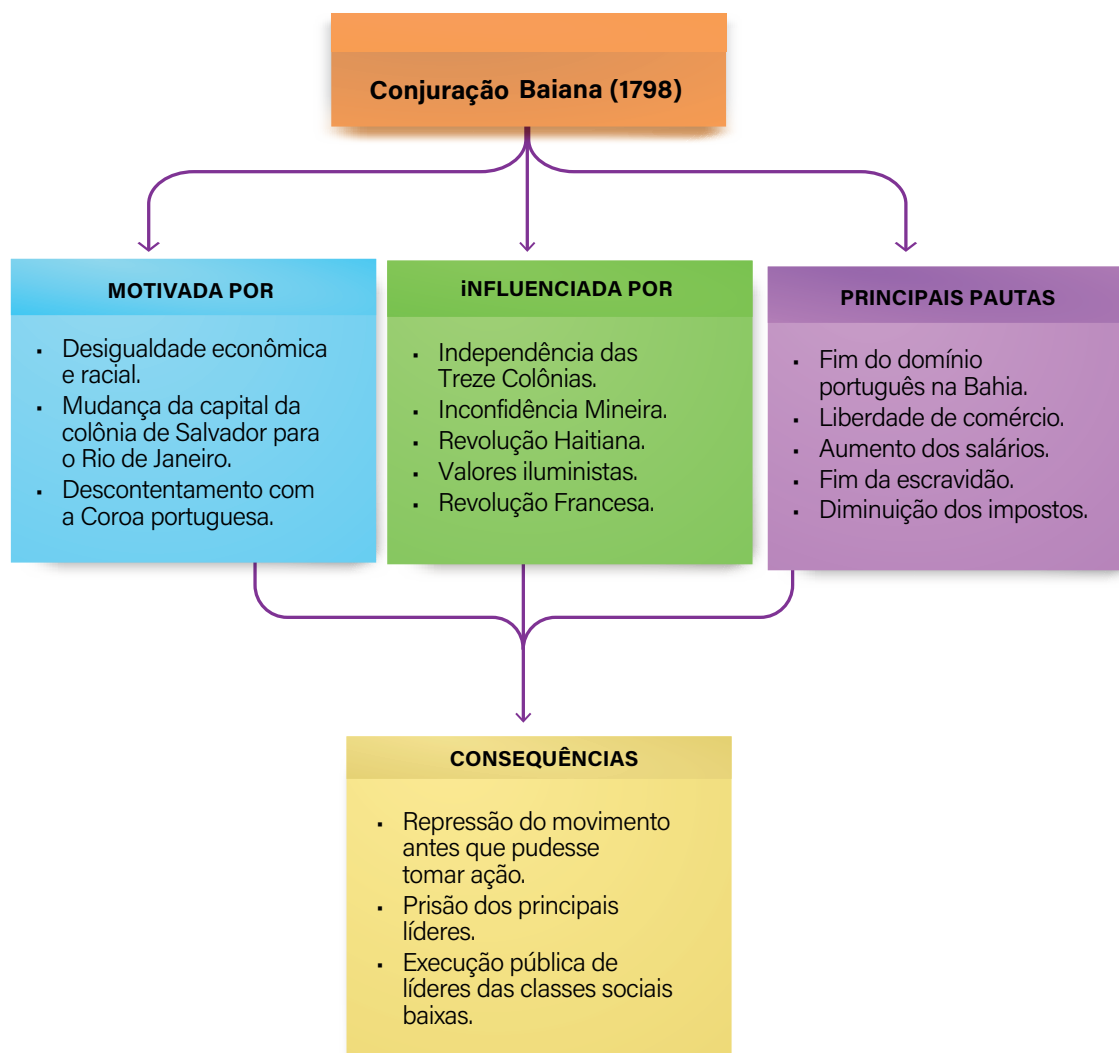 Conjuração Baiana (1798)
MOTIVADA POR
▪ Desigualdade econômica
e racial.
▪ Mudança da capital da
colônia de Salvador para
o Rio de Janeiro.
▪ Descontentamento com
a Coroa portuguesa.
iNFLUENCIADA POR
▪ Independência das
Treze Colônias.
▪ Inconfidência Mineira.
▪ Revolução Haitiana.
▪ Valores iluministas.
▪ Revolução Francesa.
PRINCIPAIS PAUTAS
▪ Fim do domínio
português na Bahia.
▪ Liberdade de comércio.
▪ Aumento dos salários.
▪ Fim da escravidão.
▪ Diminuição dos impostos.
CONSEQUÊNCIAS
▪ Repressão do movimento
antes que pudesse
tomar ação.
▪ Prisão dos principais
líderes.
▪ Execução pública de
líderes das classes sociais
baixas.